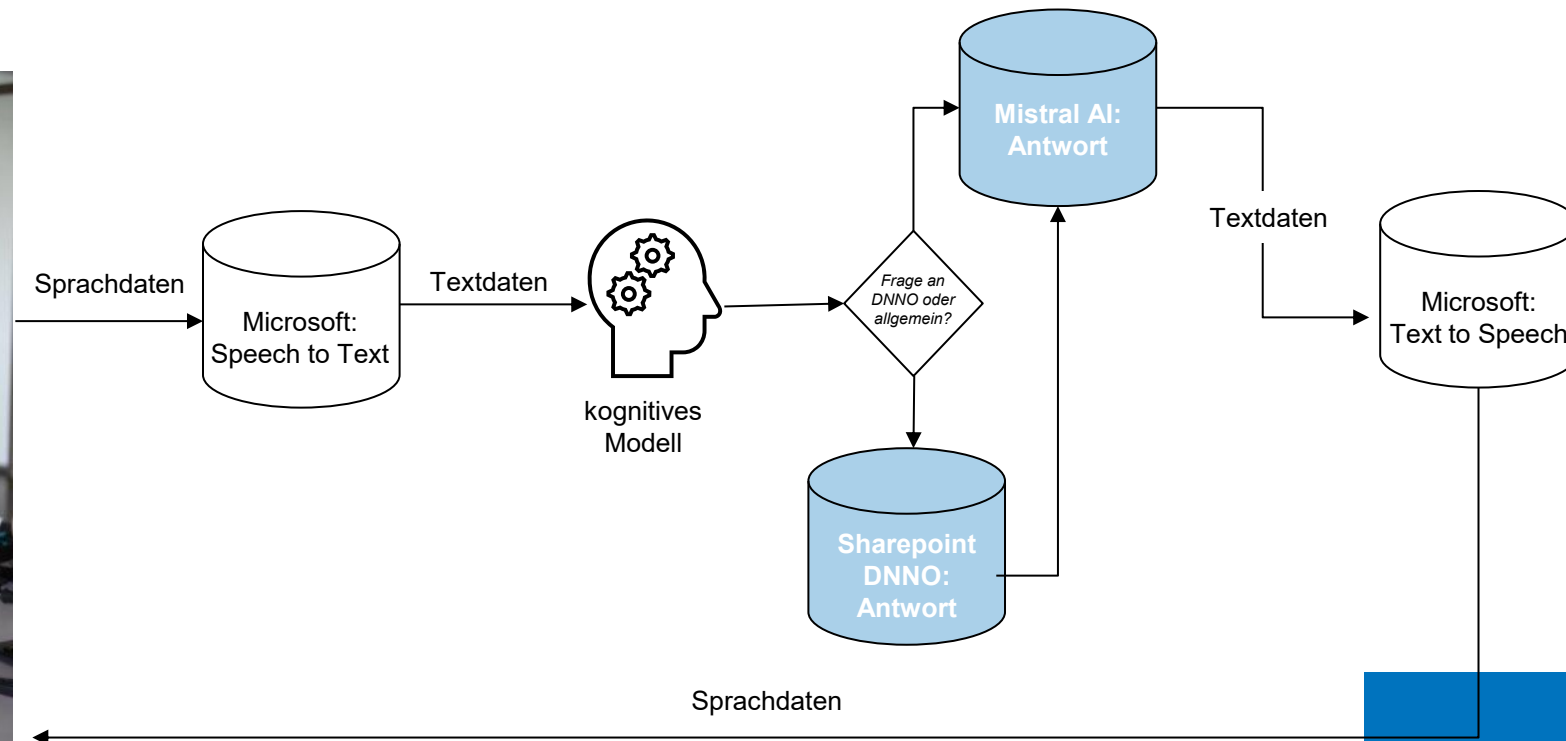 Sprachdaten
Microsoft:
Speech to Text
Textdaten
kognitives
Modell
Frage an
DNNO oder
allgemein?
Mistral AI:
Antwort
Sharepoint
DNNO:
Antwort
Textdaten
Microsoft:
Text to Speech
Sprachdaten